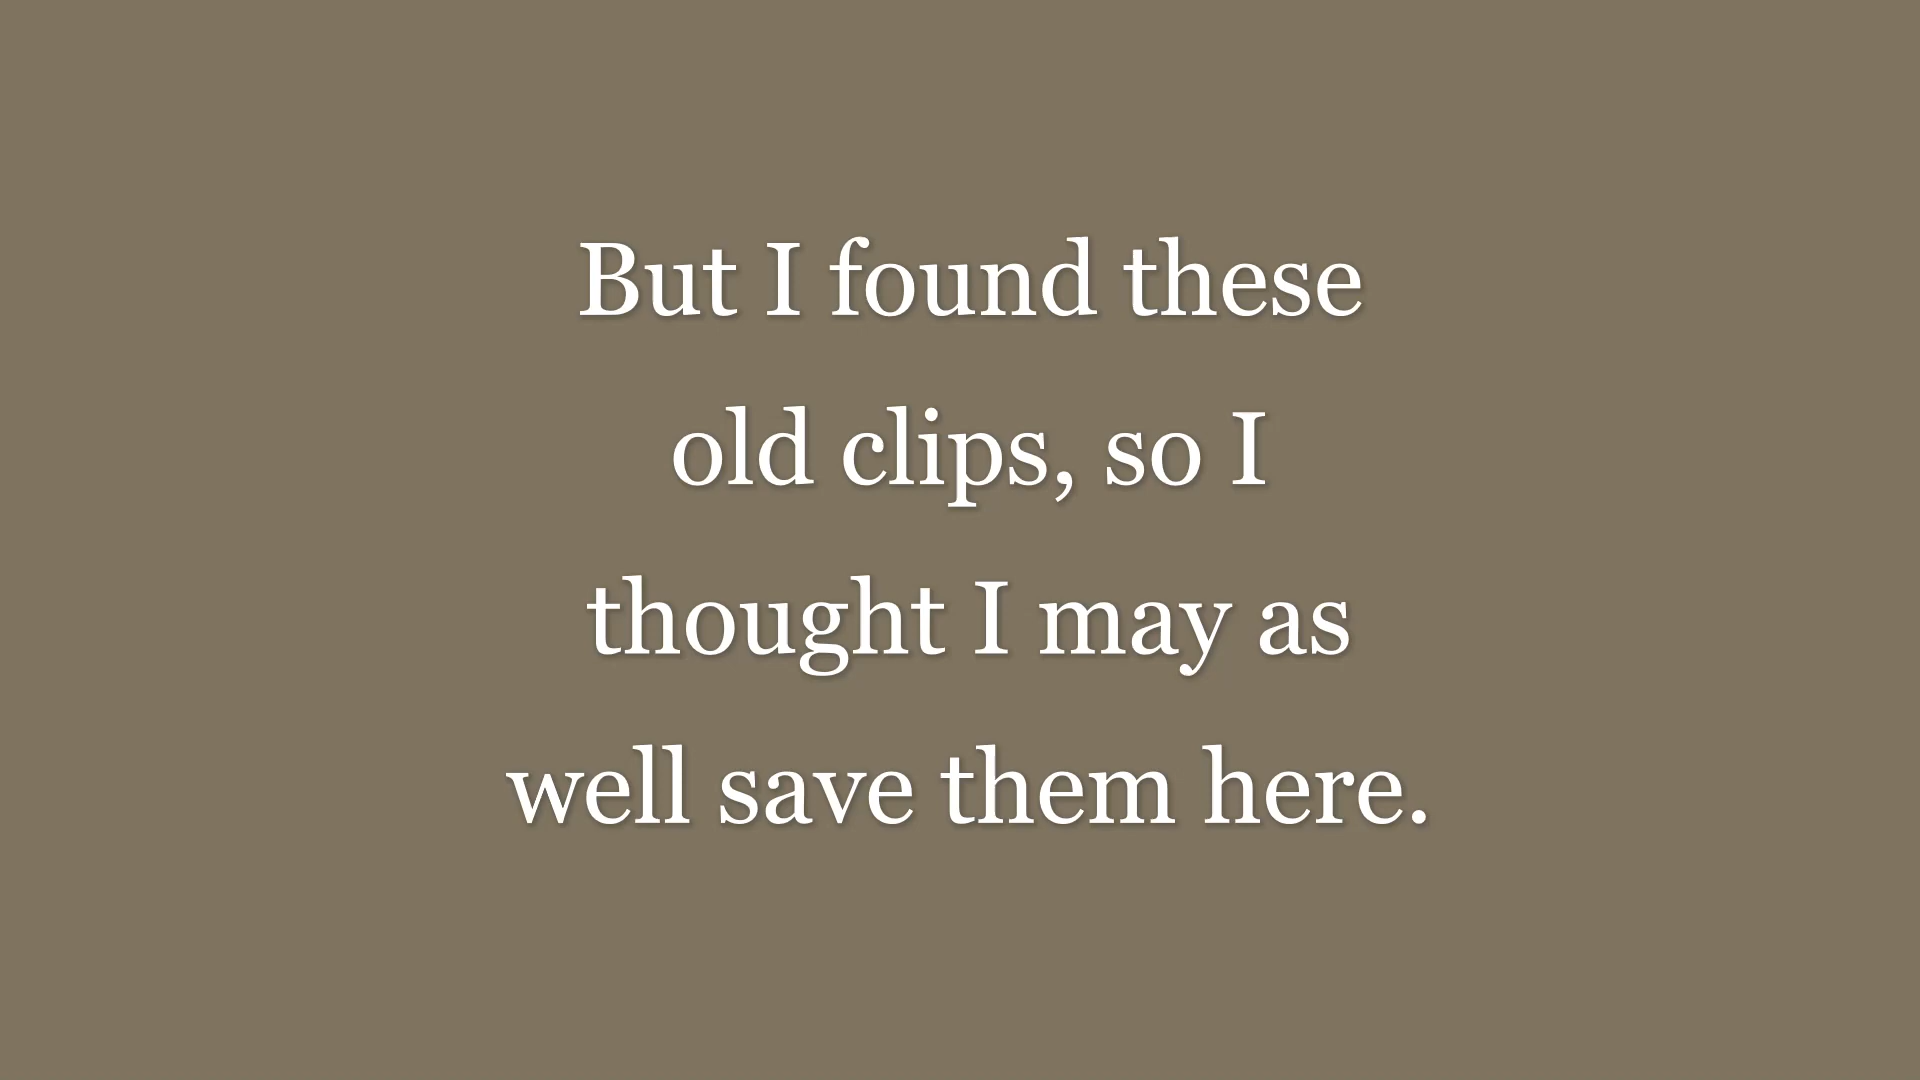 But I found these
old clips, so I
thought I may as
well save them here.